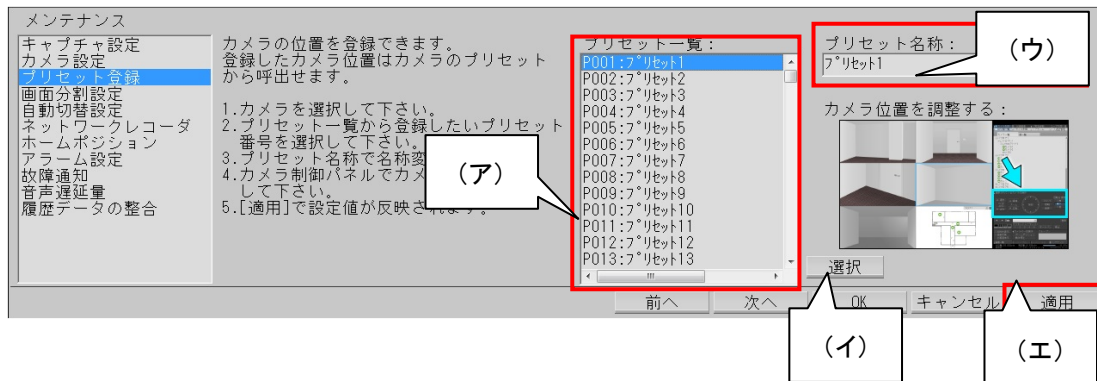 メンテナンス
キャプチャ設定
カメラ設定
プリセット登録
画面分割設定
自動切替設定
ネットワークレコーダ
ホームポジション
アラーム設定
故障通知
音声遅延量
履歴データの整合
カメラの位置を登録できます。
登録したカメラ位置はカメラのプリセット
から呼出せます。
1.カメラを選択して下さい。
2.プリセット一覧から登録したいプリセット
番号を選択して下さい。
3.プリセット名称で名称変
4.カメラ制御パネルでカメ
して下さい。
5.[適用]で設定値が反映されます。
(ア)
プリセット一覧:
P001:プリセット1
P002:プリセット2
P003:プリセット3
P004:プリセット4
P005:プリセット5
P006:プリセット6
P007:プリセット7
P008:プリセット8
P009:プリセット9
P010:プリセット10
P011:プリセット11
P012:プリセット12
P013:プリセット13
プリセット名称:
プリセット1
(ウ)
カメラ位置を調整する:
選択
前へ
次へ
OK
キャンセル
適用
(イ)
(エ)